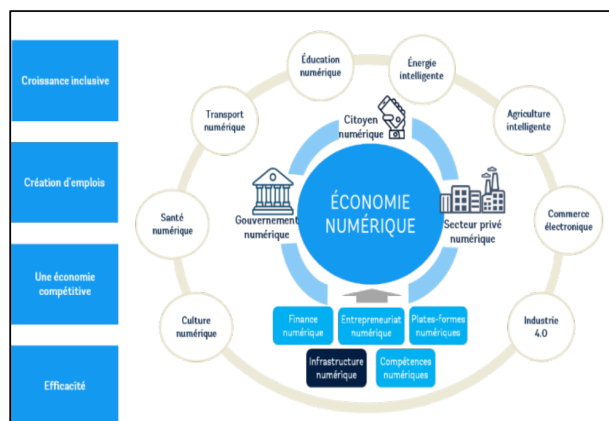 Croissance inclusive
Création d'emplois
Une économie
compétitive
Efficacité
Éducation
numérique
Énergie
intelligente
Transport
numérique
Citoyen
numérique
Agriculture
intelligente
Santé
numérique
Gouvernement
numérique
ÉCONOMIE
NUMÉRIQUE
Secteur privé
numérique
Commerce
électronique
Culture
numérique
Finance
numérique
Entrepreneuriat
numérique
Plates-formes
numériques
Industrie
4.0
Infrastructure
numérique
Compétences
numériques